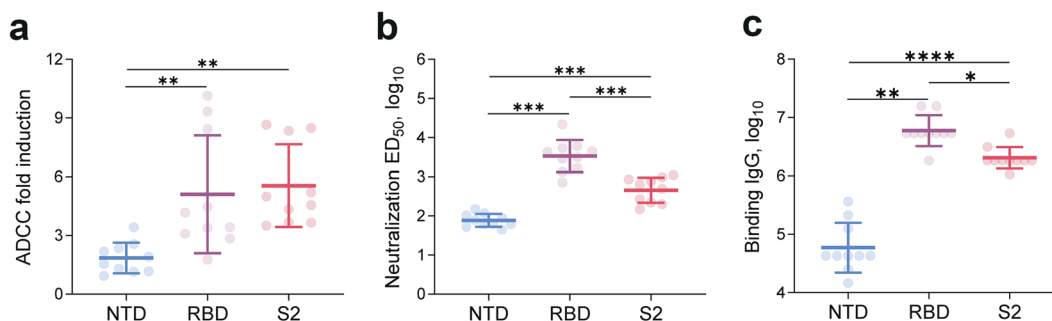 a
ADCC fold induction
12
9
6
3
0
**
**
NTD RBD S2
b
Neutralization ED50, log10
6
5
4
3
2
1
0
***
***
***
NTD RBD S2
c
Binding IgG, log10
8
7
6
5
4
****
*
**
NTD RBD S2